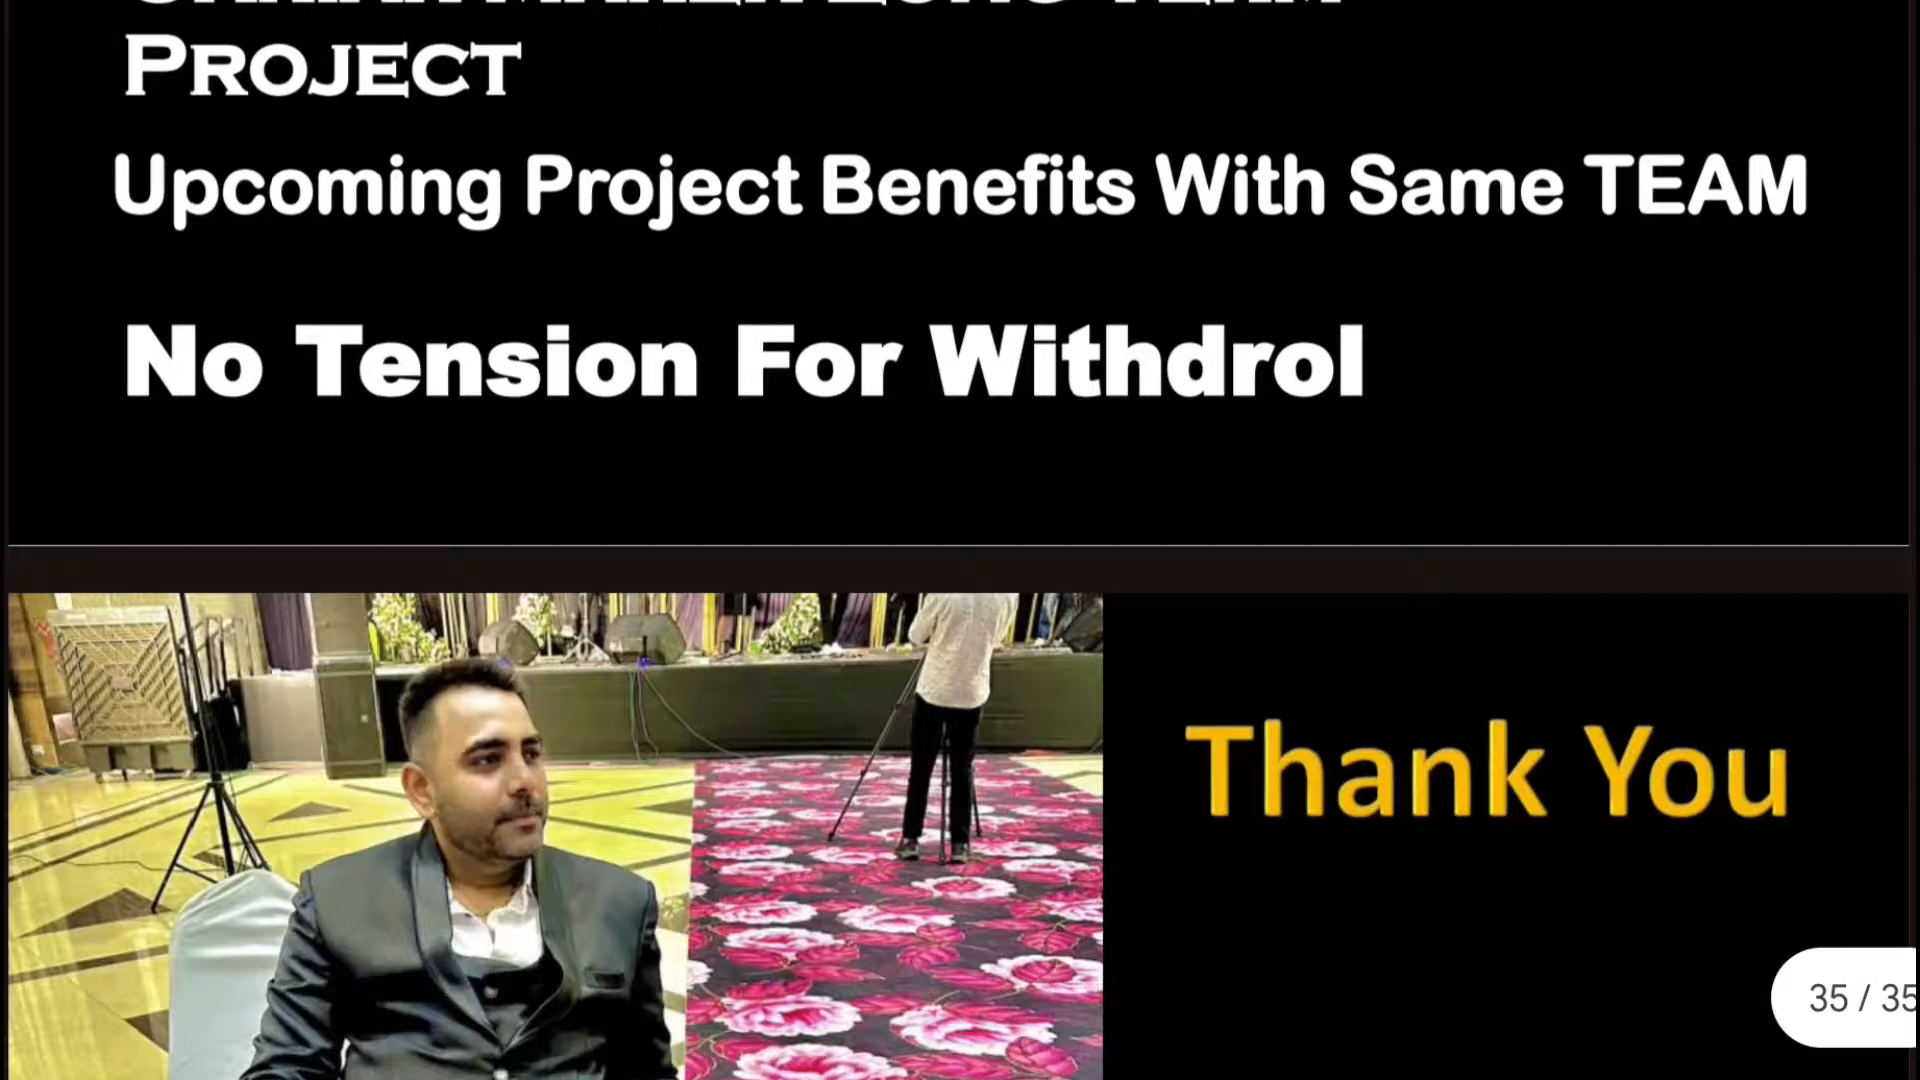 PROJECT
Upcoming Project Benefits With Same TEAM
No Tension For Withdrol
Thank You
35 / 35